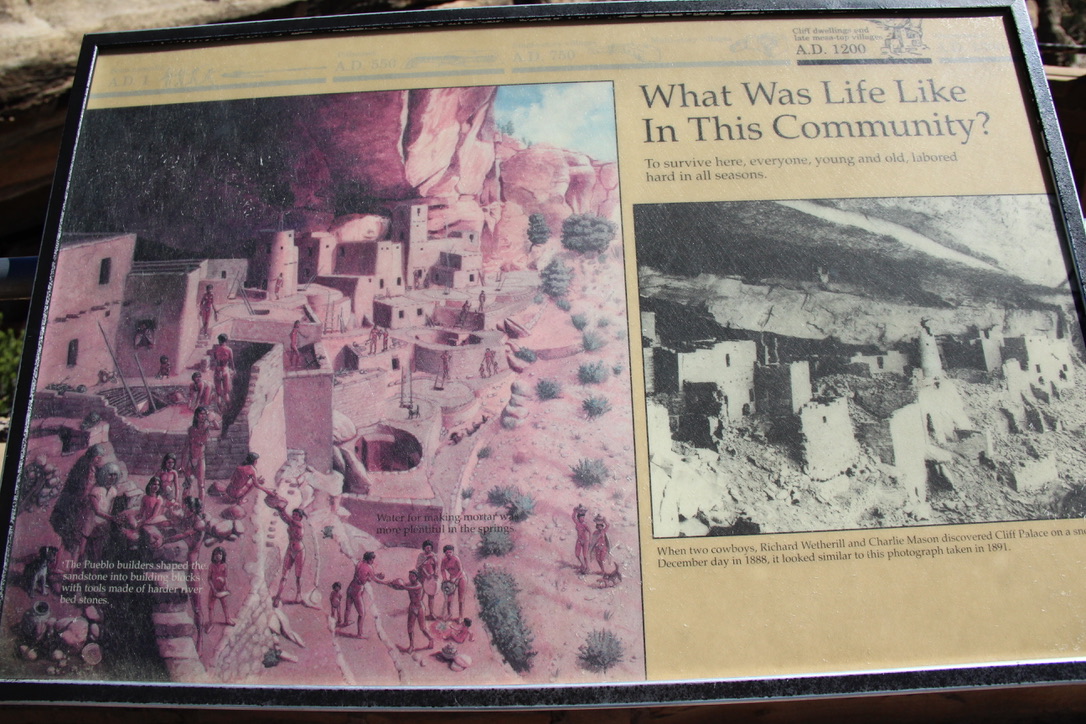 A.D. 1
A.D. 550
A.D. 750
Cliff dwellings and
late mesa-top villages
A.D. 1200
What Was Life Like
In This Community?
To survive here, everyone, young and old, labored
hard in all seasons.
Water for making mortar was
more plentiful in the springs.
The Pueblo builders shaped the
sandstone into building blocks
with tools made of harder river
bed stones.
When two cowboys, Richard Wetherill and Charlie Mason discovered Cliff Palace on a
December day in 1888, it looked similar to this photograph taken in 1891.